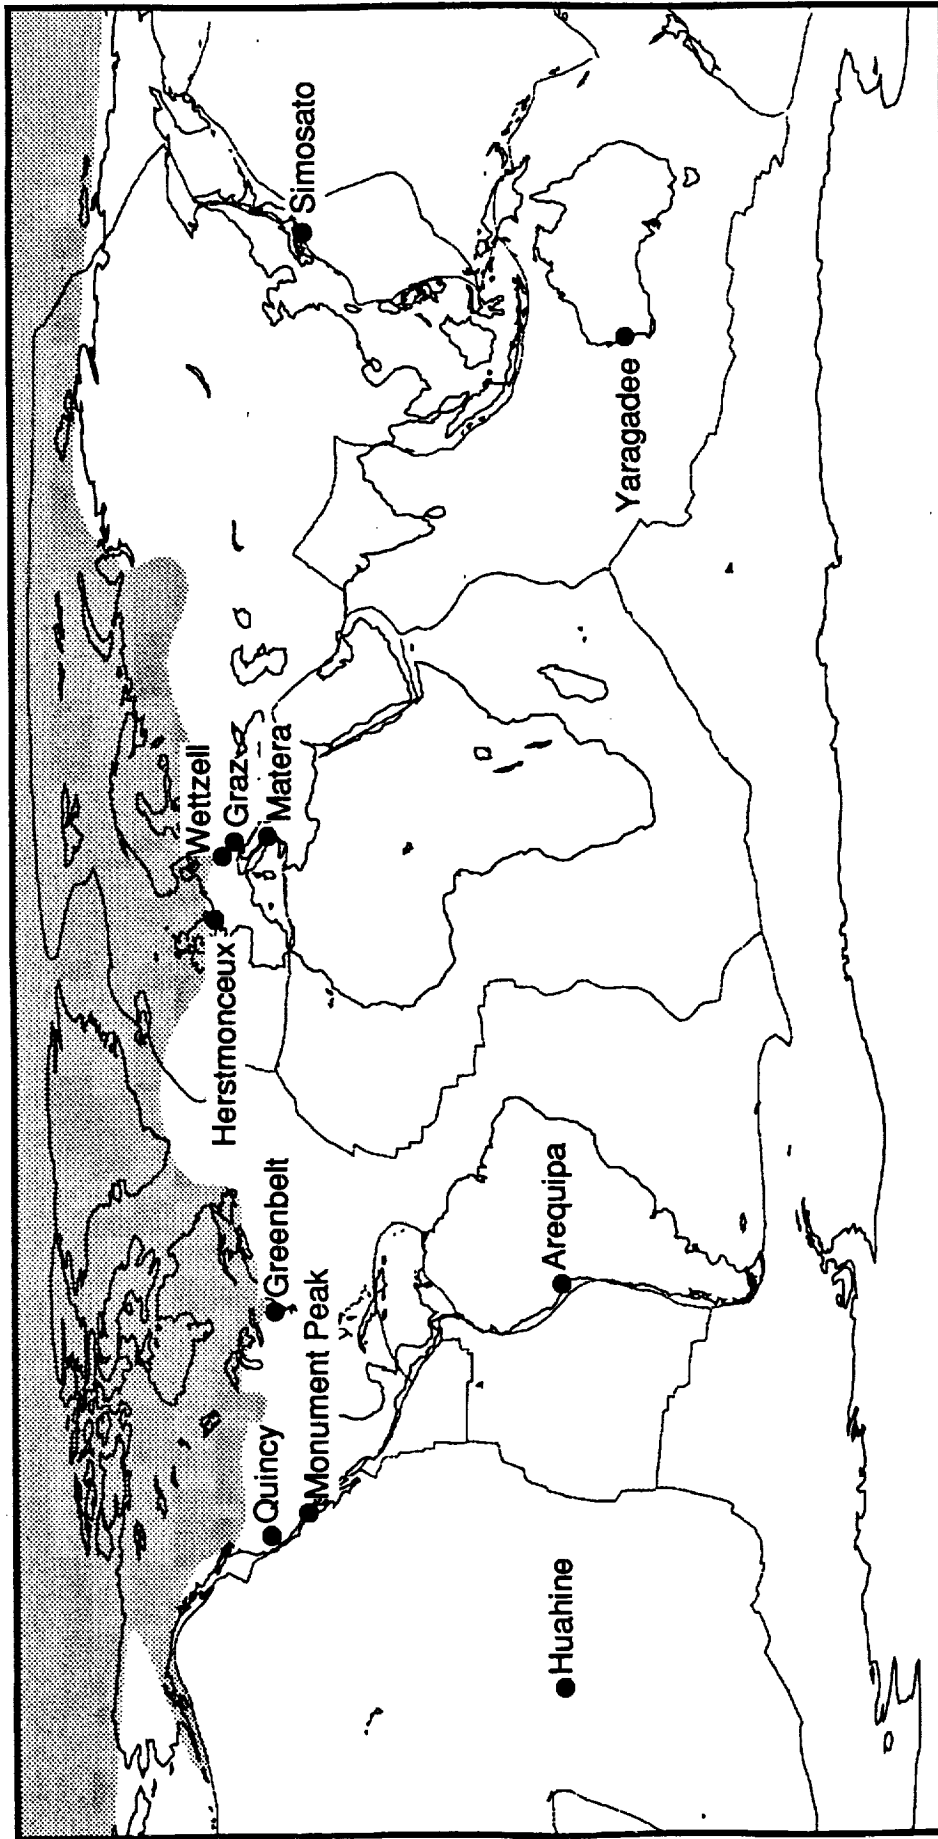 Simosato
Yaragadee
Wettzell
Graz
Matera
Herstmonceux
Greenbelt
Monument Peak
Quincy
Arequipa
Huahine